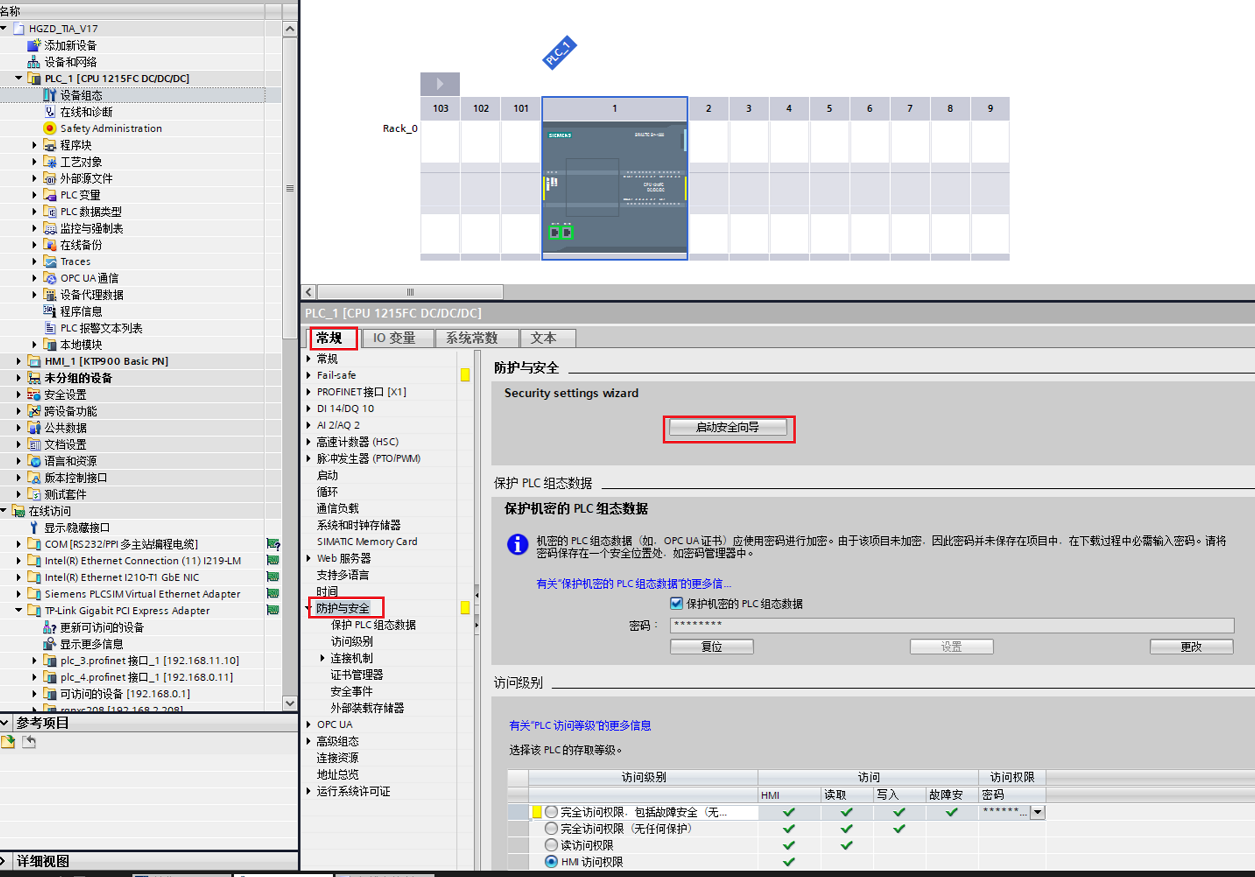 名称
HGZD_TIA_V17
添加新设备
设备和网络
PLC_1 [CPU 1215FC DC/DC/DC]
设备组态
在线和诊断
Safety Administration
程序块
工艺对象
外部源文件
PLC 变量
PLC 数据类型
监控与强制表
在线备份
Traces
OPC UA 通信
设备代理数据
程序信息
PLC 报警文本列表
本地模块
HMI_1 [KTP900 Basic PN]
未分组的设备
安全设置
跨设备功能
公共数据
文档设置
语言和资源
版本控制接口
测试套件
在线访问
显示/隐藏接口
COM [RS232/PPI 多主站编程电缆]
Intel(R) Ethernet Connection (11) I219-LM
Intel(R) Ethernet I210-T1 GbE NIC
Siemens PLCSIM Virtual Ethernet Adapter
TP-Link Gigabit PCI Express Adapter
更新可访问的设备
显示更多信息
plc_3.profinet 接口_1 [192.168.11.10]
plc_4.profinet 接口_1 [192.168.0.11]
可访问的设备 [192.168.0.1]
参考项目
详细视图
PLC_1
103 102 101 1 2 3 4 5 6 7 8 9
Rack_0
SIEMENS
PLC_1 [CPU 1215FC DC/DC/DC]
常规 IO 变量 系统常数 文本
常规
Fail-safe
PROFINET接口 [X1]
DI 14/DQ 10
AI 2/AQ 2
高速计数器 (HSC)
脉冲发生器 (PTO/PWM)
启动
循环
通信负载
系统和时钟存储器
SIMATIC Memory Card
Web 服务器
支持多语言
时间
防护与安全
保护 PLC 组态数据
访问级别
连接机制
证书管理器
安全事件
外部装载存储器
OPC UA
高级组态
连接资源
地址总览
运行系统许可证
防护与安全
Security settings wizard
启动安全向导
保护 PLC 组态数据
保护机密的 PLC 组态数据
机密的 PLC 组态数据（如，OPC UA 证书）应使用密码进行加密。由于该项目未加密，因此密码并未保存在项目中，在下载过程中必需输入密码。请将
密码保存在一个安全位置处，如密码管理器中。
有关"保护机密的 PLC 组态数据"的更多信...
保护机密的 PLC 组态数据
密码： ********
复位 设置 更改
访问级别
有关"PLC 访问等级"的更多信息
选择该 PLC 的存取等级。
访问级别 访问 访问权限
HMI 读取 写入 故障安 密码
完全访问权限，包括故障安全（无... ******...
完全访问权限（无任何保护）
读访问权限
HMI 访问权限